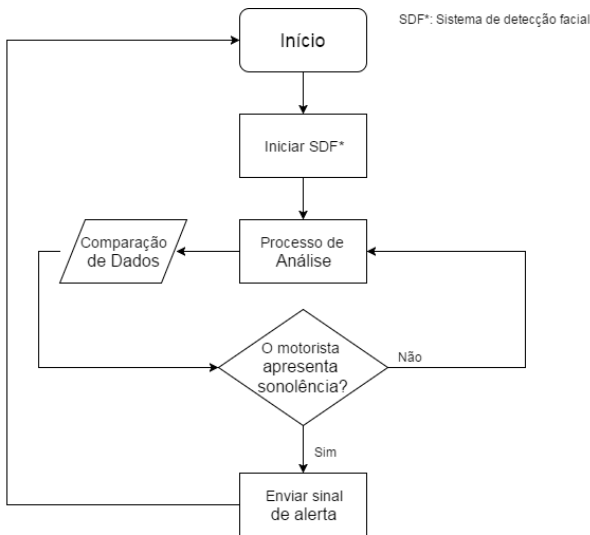 SDF*: Sistema de detecção facial
Início
Iniciar SDF*
Comparação
de Dados
Processo de
Análise
O motorista
apresenta
sonolência?
Não
Sim
Enviar sinal
de alerta